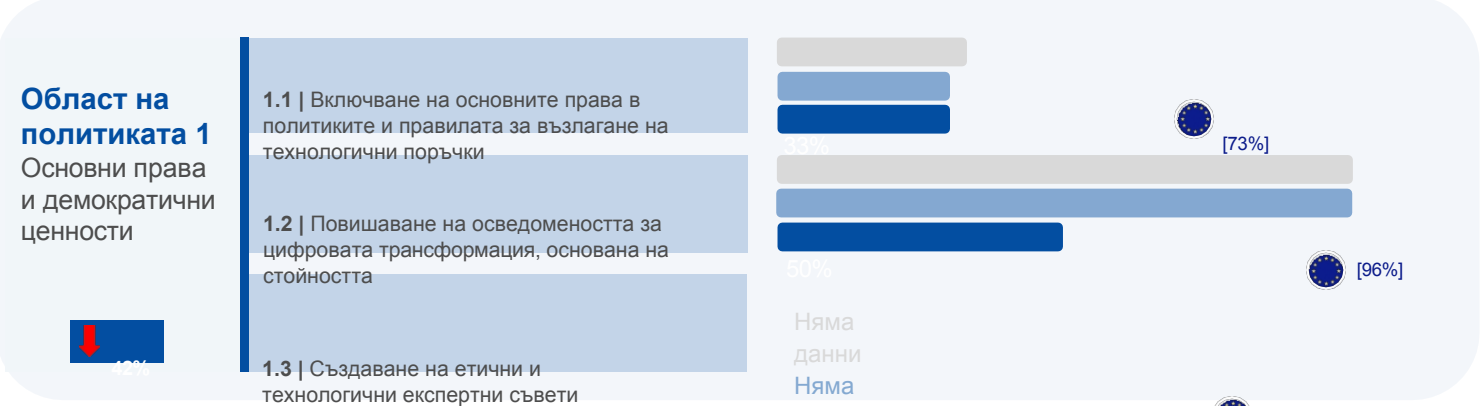 Област на
политиката 1
Основни права
и демократични
ценности
42%
1.1 | Включване на основните права в
политиките и правилата за възлагане на
технологични поръчки
33%
[73%]
1.2 | Повишаване на осведомеността за
цифровата трансформация, основана на
стойността
50%
[96%]
1.3 | Създаване на етични и
технологични експертни съвети
Няма
данни
Няма